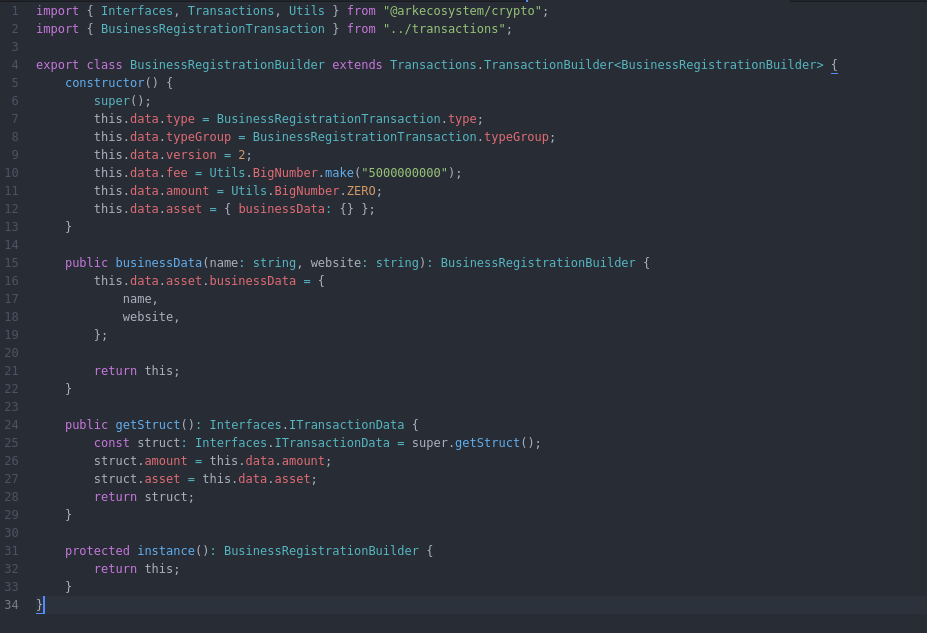 1 import { Interfaces, Transactions, Utils } from "@arkecosystem/crypto";
2 import { BusinessRegistrationTransaction } from "../transactions";
3
4 export class BusinessRegistrationBuilder extends Transactions.TransactionBuilder<BusinessRegistrationBuilder> {
5     constructor() {
6         super();
7         this.data.type = BusinessRegistrationTransaction.type;
8         this.data.typeGroup = BusinessRegistrationTransaction.typeGroup;
9         this.data.version = 2;
10         this.data.fee = Utils.BigNumber.make("5000000000");
11         this.data.amount = Utils.BigNumber.ZERO;
12         this.data.asset = { businessData: {} };
13     }
14
15     public businessData(name: string, website: string): BusinessRegistrationBuilder {
16         this.data.asset.businessData = {
17             name,
18             website,
19         };
20
21         return this;
22     }
23
24     public getStruct(): Interfaces.ITransactionData {
25         const struct: Interfaces.ITransactionData = super.getStruct();
26         struct.amount = this.data.amount;
27         struct.asset = this.data.asset;
28         return struct;
29     }
30
31     protected instance(): BusinessRegistrationBuilder {
32         return this;
33     }
34 }